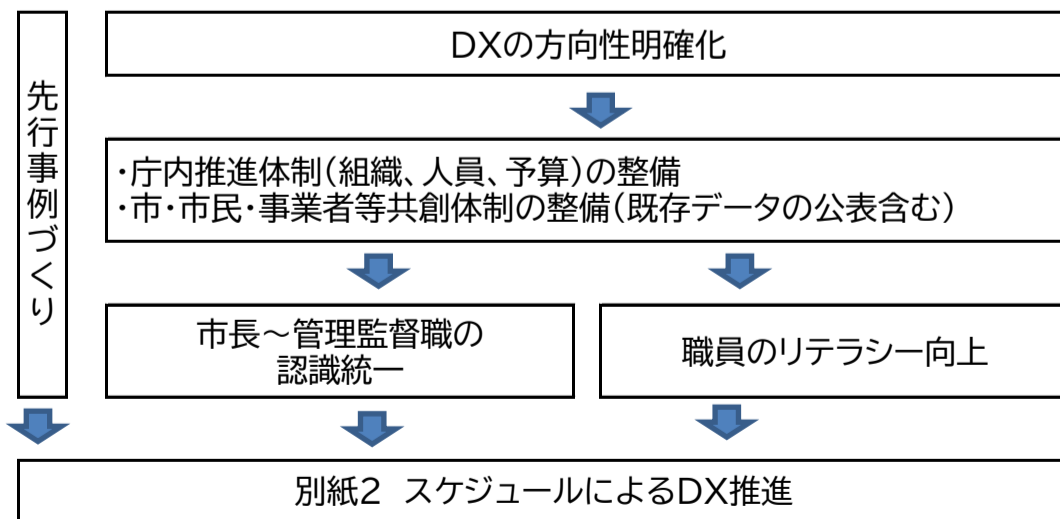 先行事例づくり
DXの方向性明確化
・庁内推進体制（組織、人員、予算）の整備
・市・市民・事業者等共創体制の整備（既存データの公表含む）
市長～管理監督職の
認識統一
職員のリテラシー向上
別紙2 スケジュールによるDX推進